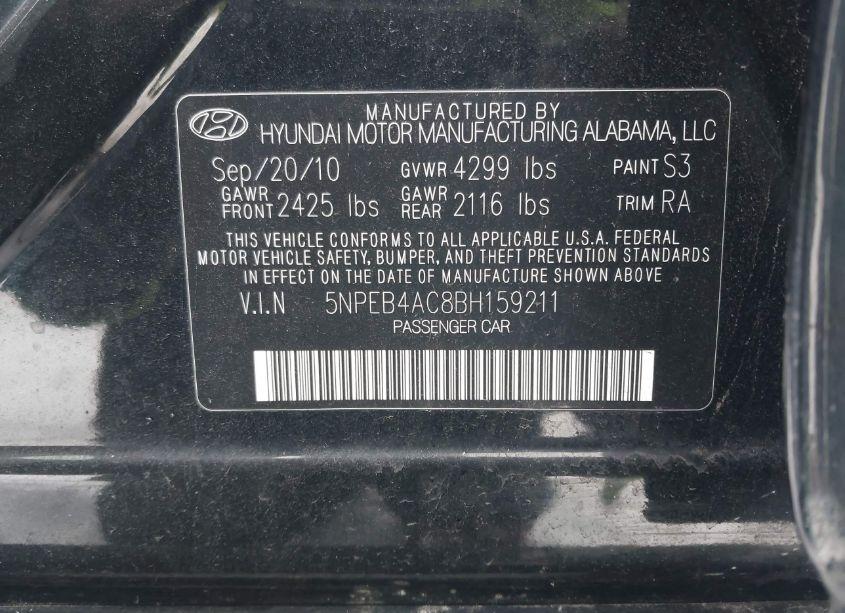 MANUFACTURED BY
HYUNDAI MOTOR MANUFACTURING ALABAMA, LLC
Sep/20/10 GVWR 4299 lbs PAINT S3
GAWR FRONT 2425 lbs GAWR REAR 2116 lbs TRIM RA
THIS VEHICLE CONFORMS TO ALL APPLICABLE U.S.A. FEDERAL
MOTOR VEHICLE SAFETY, BUMPER, AND THEFT PREVENTION STANDARDS
IN EFFECT ON THE DATE OF MANUFACTURE SHOWN ABOVE
V.I.N 5NPEB4AC8BH159211
PASSENGER CAR